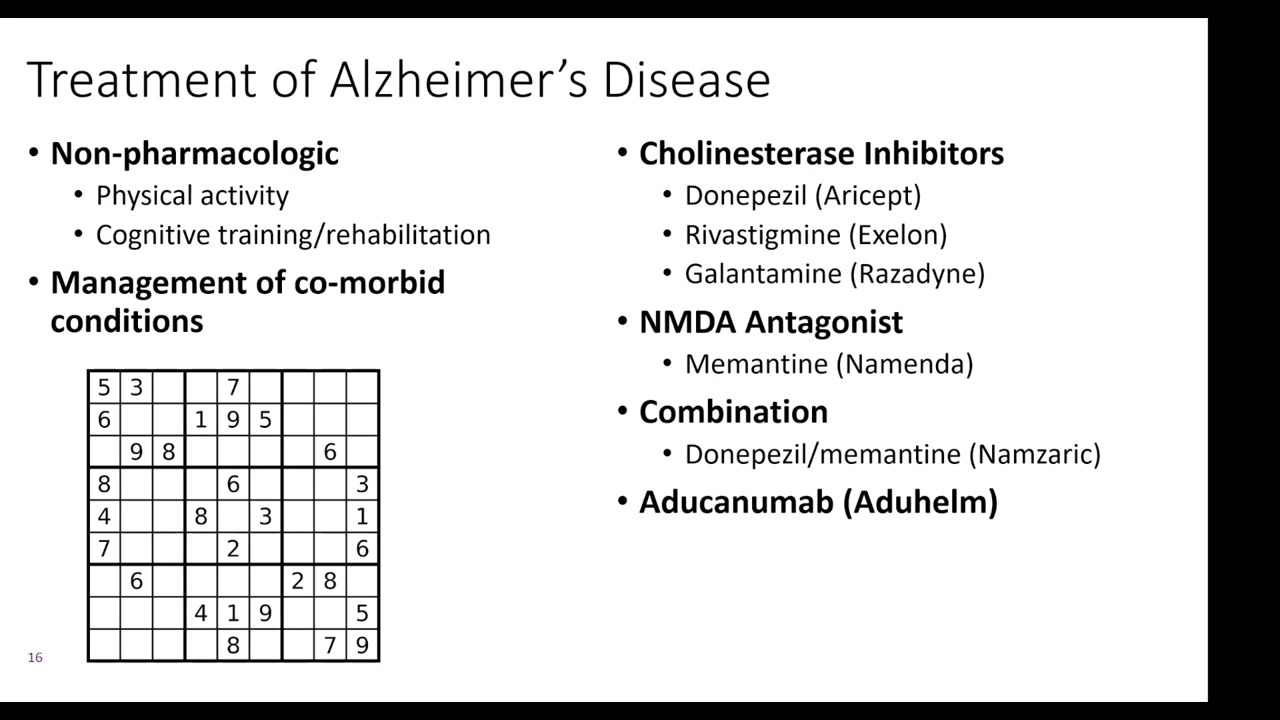 Treatment of Alzheimer’s Disease
• Non-pharmacologic
• Physical activity
• Cognitive training/rehabilitation
• Management of co-morbid
conditions
5 3 7
6 1 9 5
9 8 6
8 6 3
4 8 3 1
7 2 6
6 2 8
4 1 9 5
8 7 9
16
• Cholinesterase Inhibitors
• Donepezil (Aricept)
• Rivastigmine (Exelon)
• Galantamine (Razadyne)
• NMDA Antagonist
• Memantine (Namenda)
• Combination
• Donepezil/memantine (Namzaric)
• Aducanumab (Aduhelm)